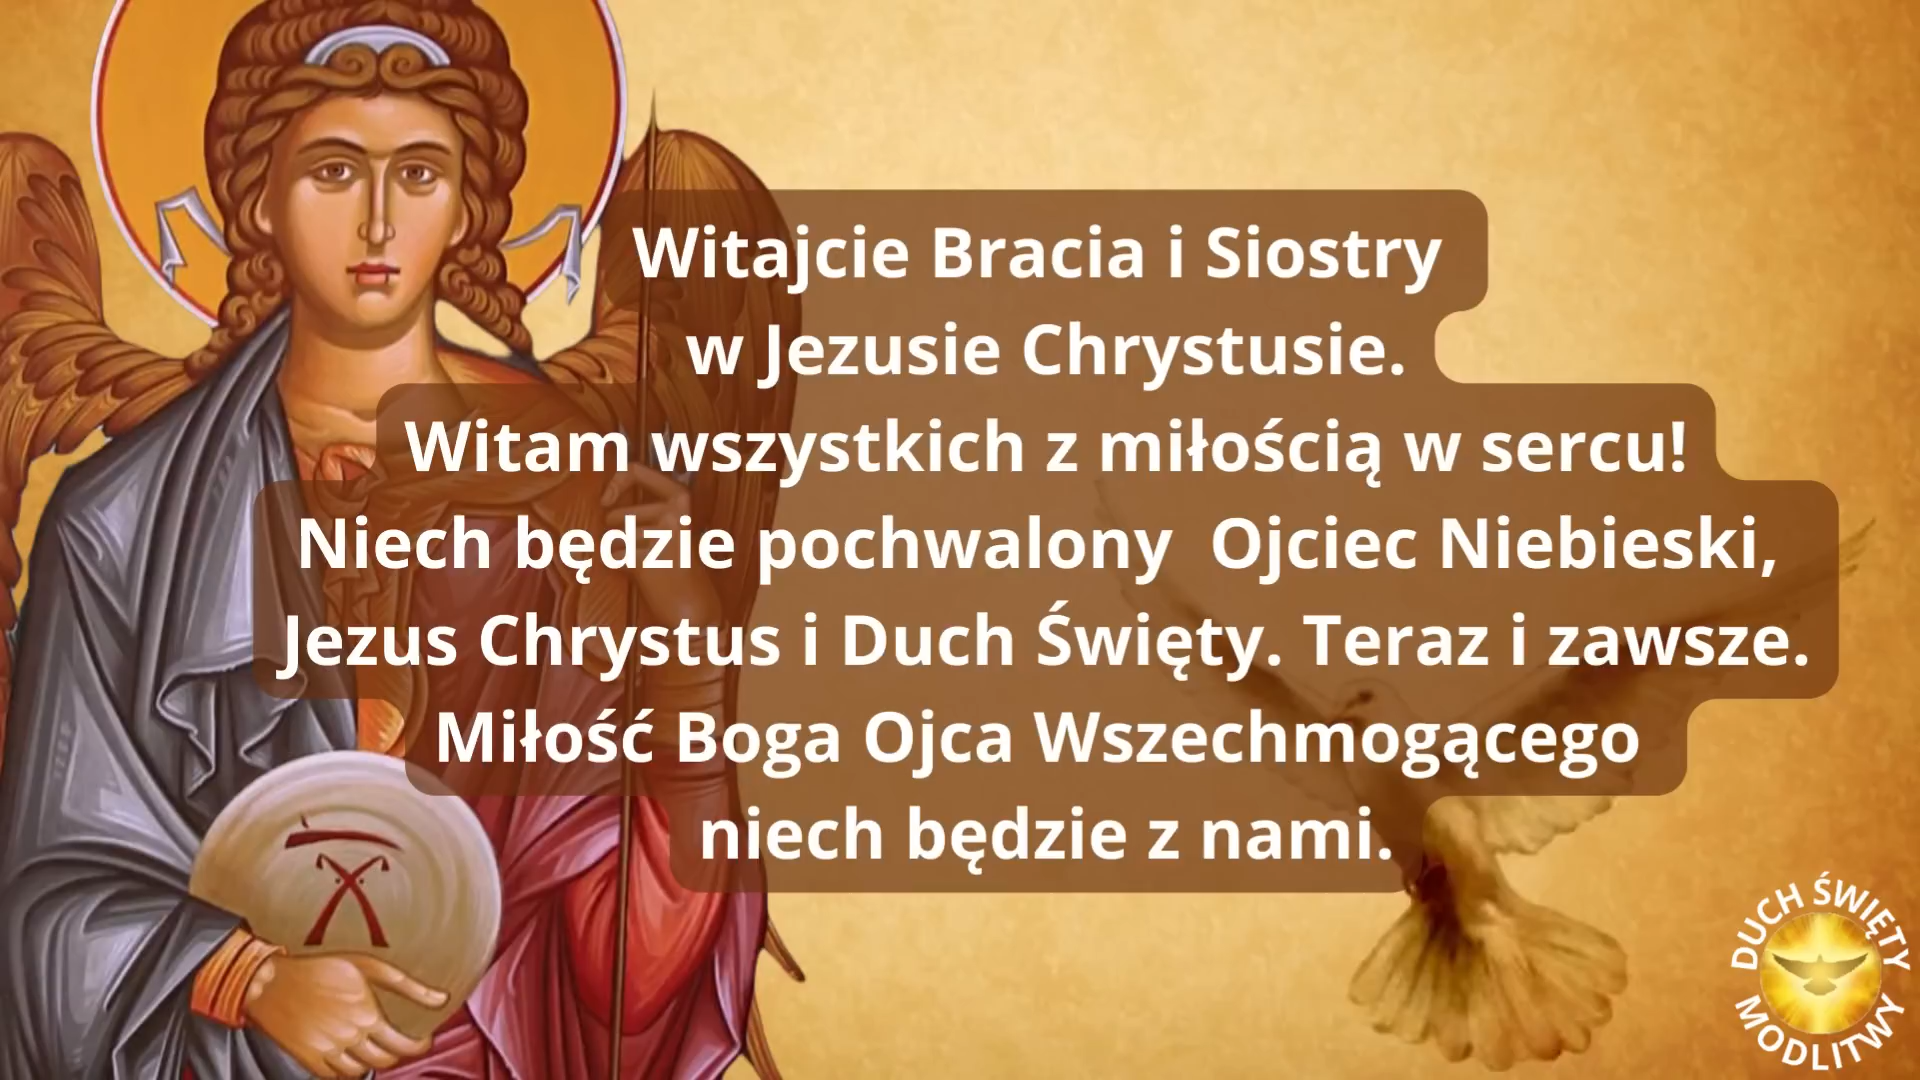 Witajcie Bracia i Siostry
w Jezusie Chrystusie.
Witam wszystkich z miłością w sercu!
Niech będzie pochwalony  Ojciec Niebieski,
Jezus Chrystus i Duch Święty. Teraz i zawsze.
Miłość Boga Ojca Wszechmogącego
niech będzie z nami.
DUCH ŚWIĘTY
MODLITWY